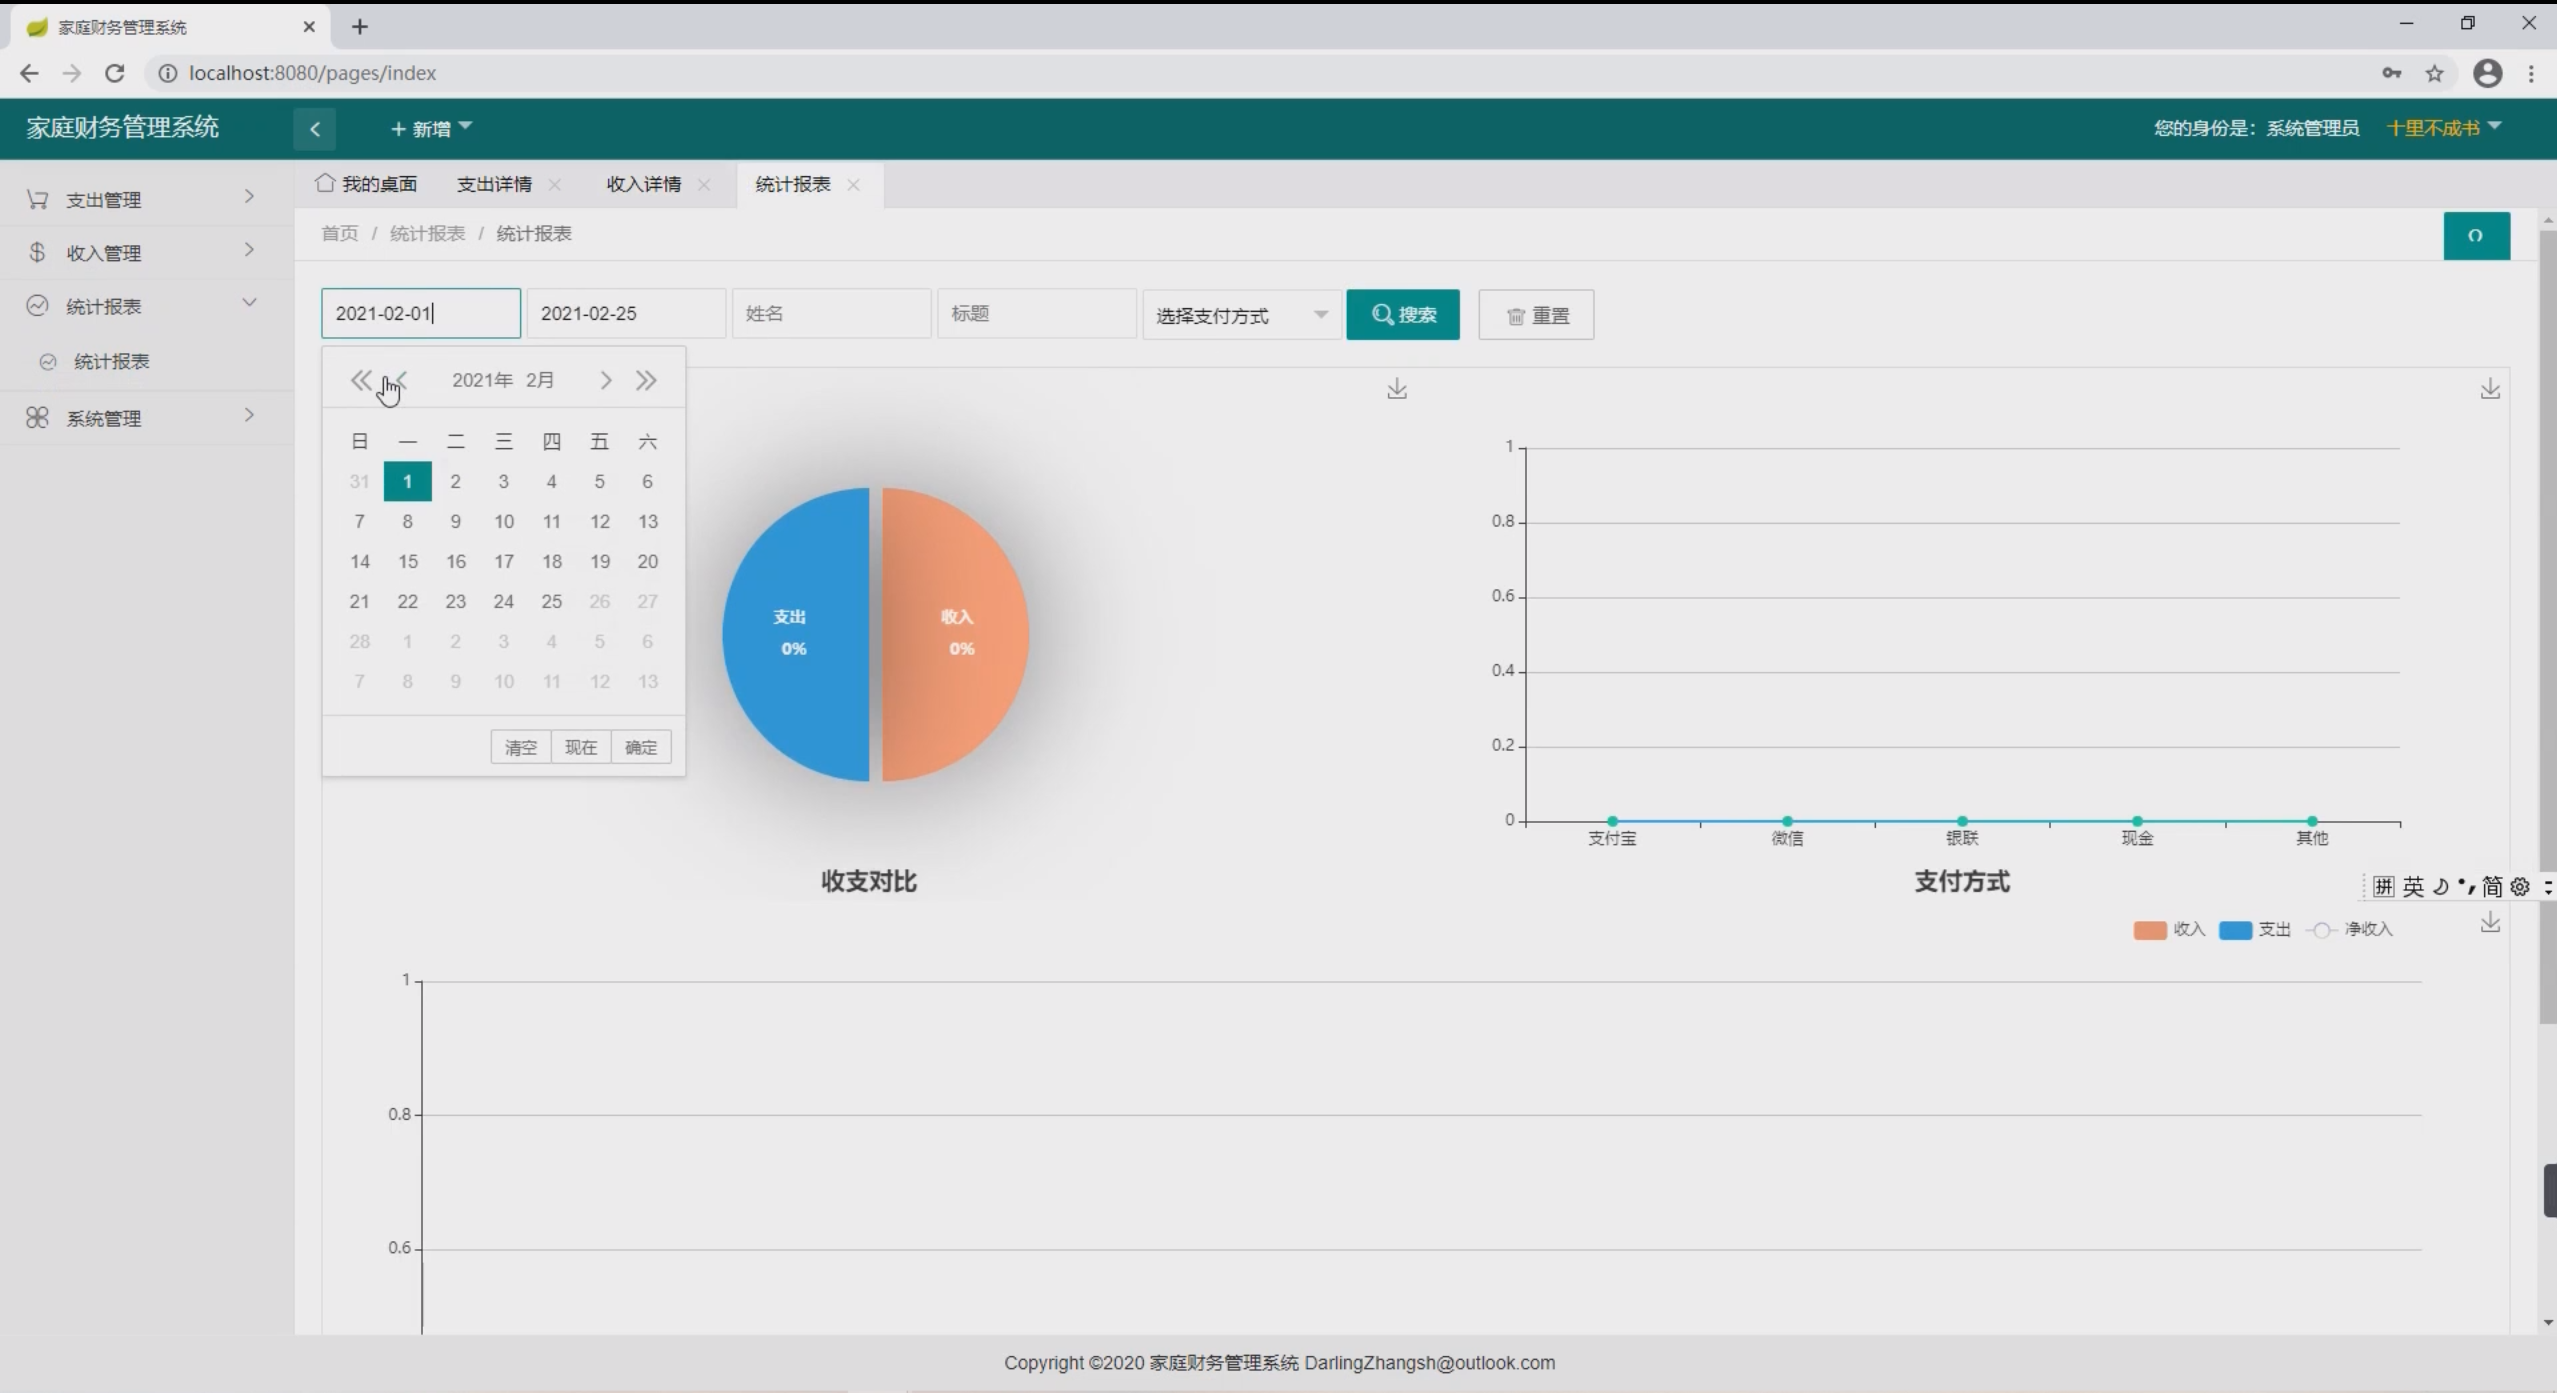 家庭财务管理系统
localhost:8080/pages/index
家庭财务管理系统
+ 新增
您的身份是：系统管理员 十里不成书
支出管理
收入管理
统计报表
统计报表
系统管理
我的桌面 支出详情 收入详情 统计报表
首页 / 统计报表 / 统计报表
2021-02-01 2021-02-25 姓名 标题 选择支付方式 搜索 重置
2021年 2月
日 一 二 三 四 五 六
31 1 2 3 4 5 6
7 8 9 10 11 12 13
14 15 16 17 18 19 20
21 22 23 24 25 26 27
28 1 2 3 4 5 6
7 8 9 10 11 12 13
清空 现在 确定
支出
0%
收入
0%
收支对比
1
0.8
0.6
0.4
0.2
0
支付宝 微信 银联 现金 其他
支付方式
拼 英 简
收入 支出 净收入
1
0.8
0.6
Copyright ©2020 家庭财务管理系统 DarlingZhangsh@outlook.com